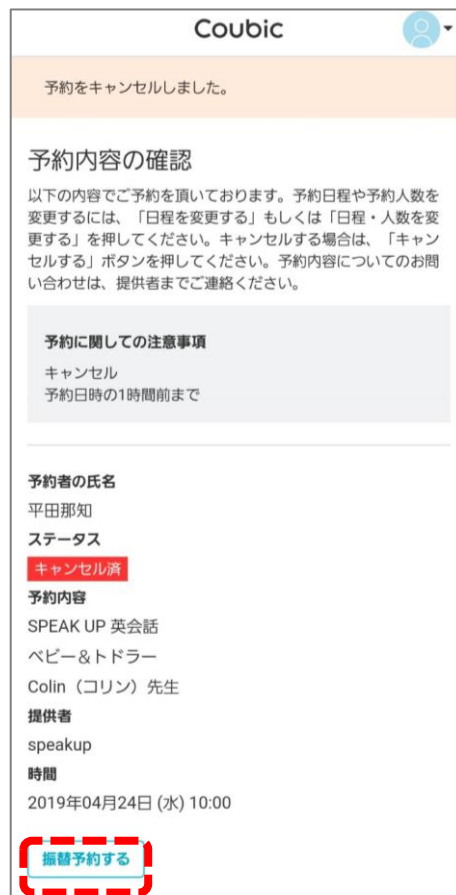 Coubic
予約をキャンセルしました。
予約内容の確認
以下の内容でご予約を頂いております。予約日程や予約人数を
変更するには、「日程を変更する」もしくは「日程・人数を変
更する」を押してください。キャンセルする場合は、「キャン
セルする」ボタンを押してください。予約内容についてのお問
い合わせは、提供者までご連絡ください。
予約に関しての注意事項
キャンセル
予約日時の1時間前まで
予約者の氏名
平田那知
ステータス
キャンセル済
予約内容
SPEAK UP 英会話
ベビー＆トドラー
Colin（コリン）先生
提供者
speakup
時間
2019年04月24日 (水) 10:00
振替予約する